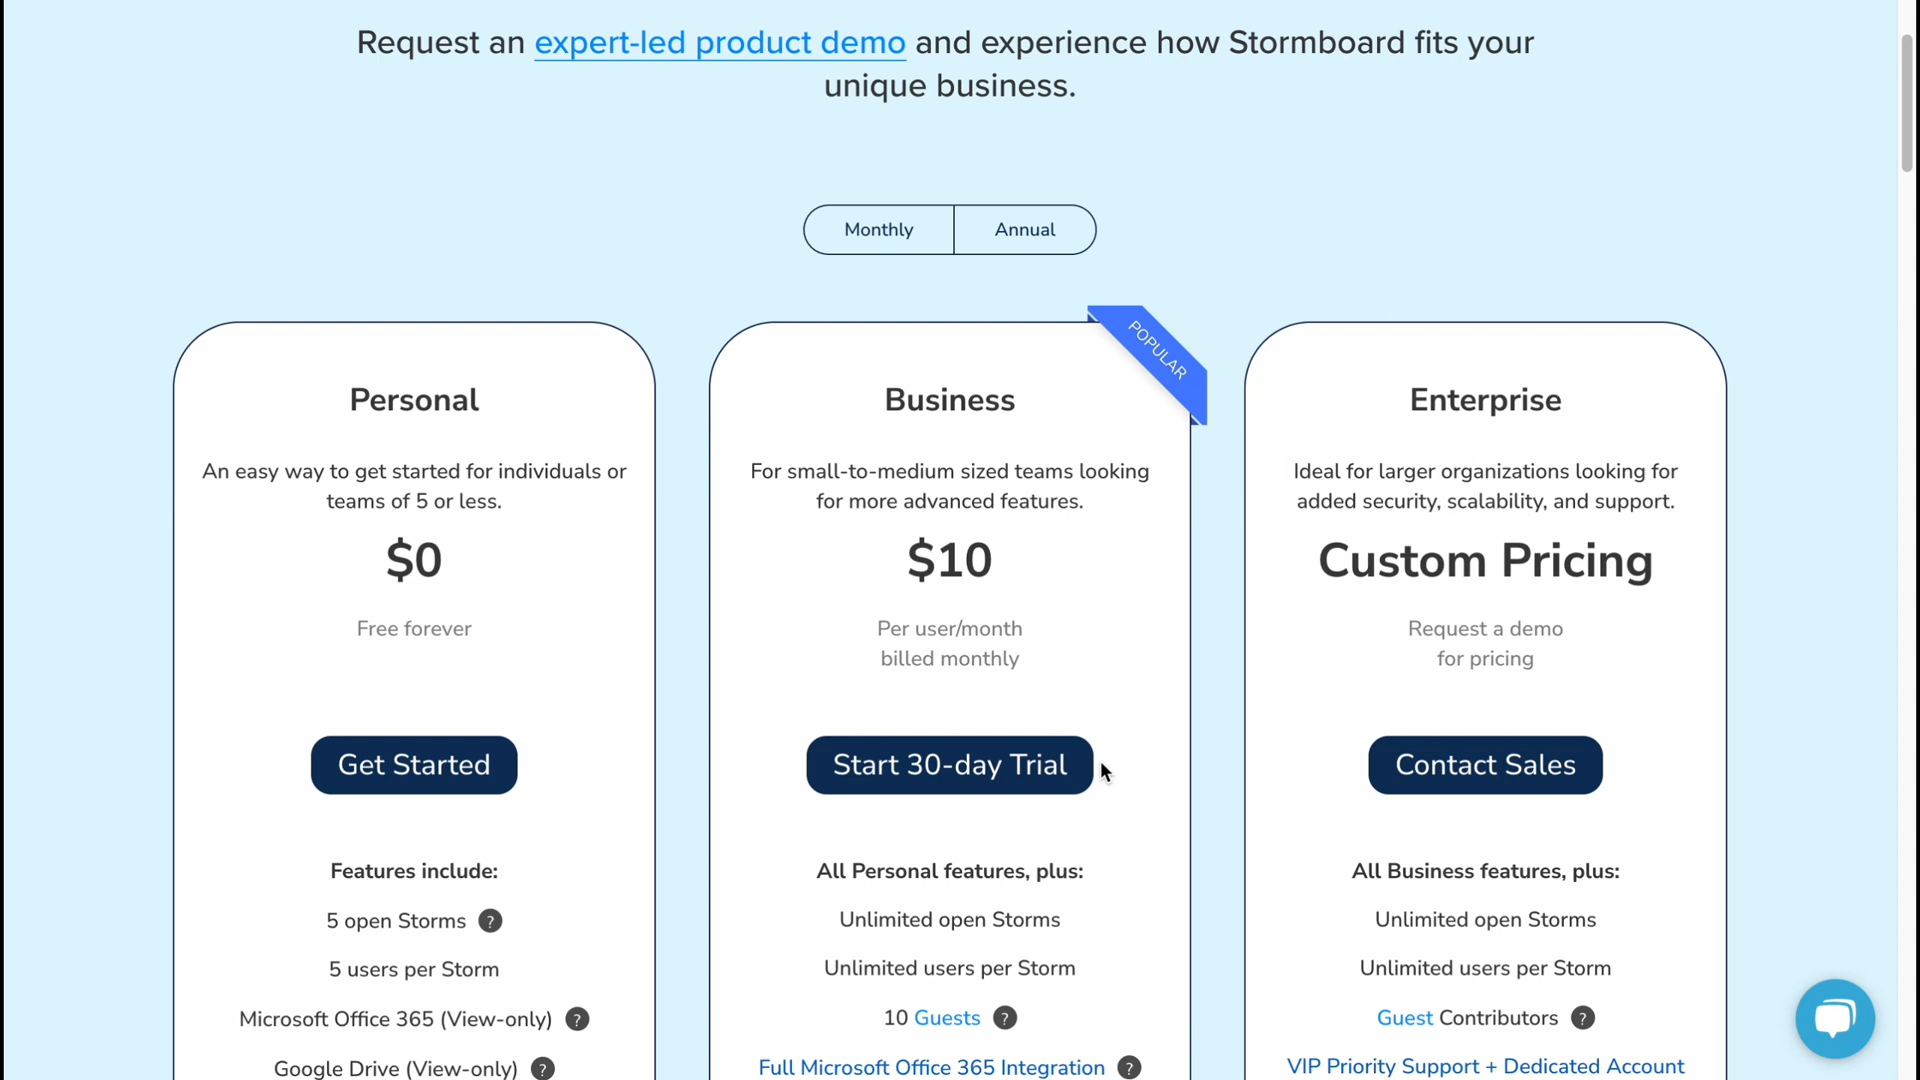 Request an expert-led product demo and experience how Stormboard fits your
unique business.
Monthly
Annual
POPULAR
Personal
An easy way to get started for individuals or
teams of 5 or less.
$0
Free forever
Get Started
Features include:
5 open Storms ?
5 users per Storm
Microsoft Office 365 (View-only) ?
Google Drive (View-only) ?
Business
For small-to-medium sized teams looking
for more advanced features.
$10
Per user/month
billed monthly
Start 30-day Trial
All Personal features, plus:
Unlimited open Storms
Unlimited users per Storm
10 Guests ?
Full Microsoft Office 365 Integration ?
Enterprise
Ideal for larger organizations looking for
added security, scalability, and support.
Custom Pricing
Request a demo
for pricing
Contact Sales
All Business features, plus:
Unlimited open Storms
Unlimited users per Storm
Guest Contributors ?
VIP Priority Support + Dedicated Account